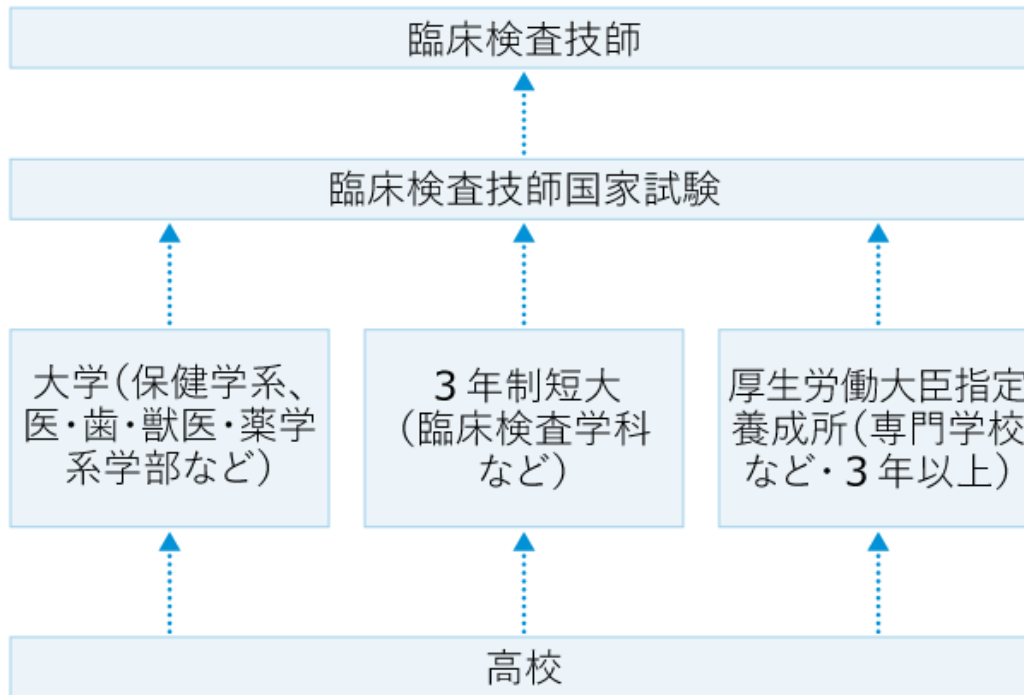 臨床検査技師
臨床検査技師国家試験
大学(保健学系、
医・歯・獣医・薬学
系学部など)
3年制短大
(臨床検査学科
など)
厚生労働大臣指定
養成所(専門学校
など・3年以上)
高校